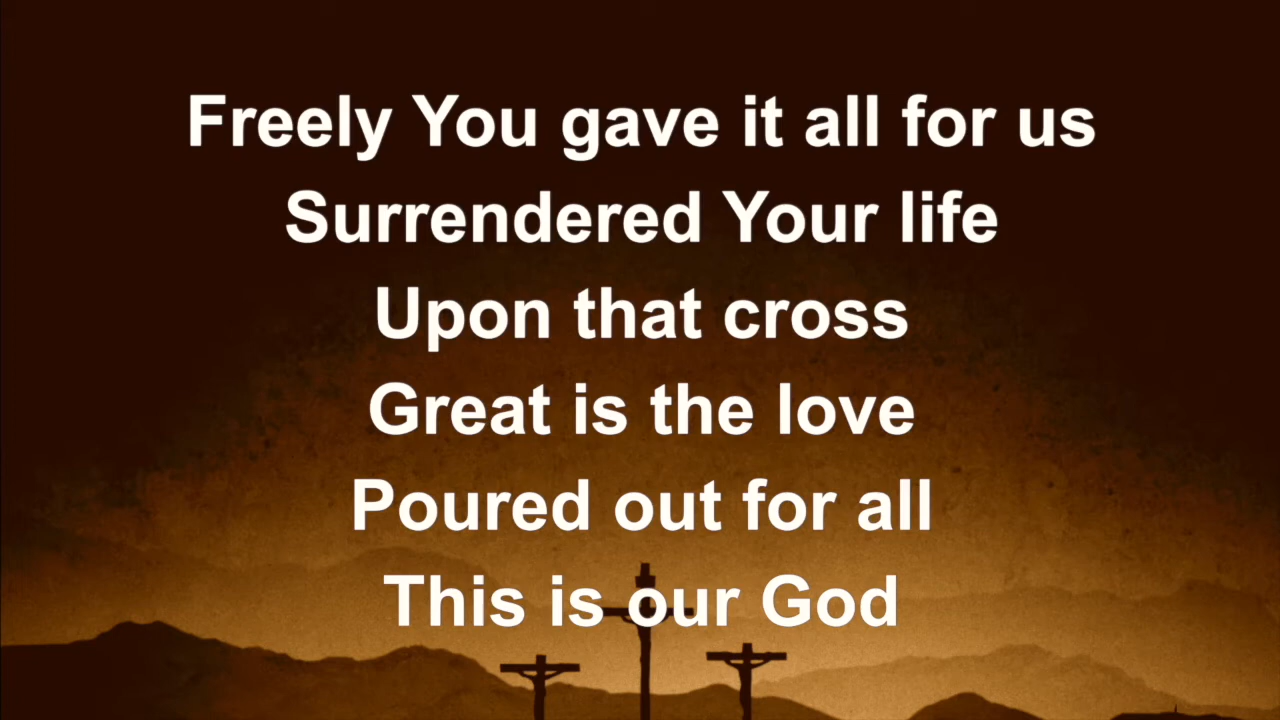 Freely You gave it all for us
Surrendered Your life
Upon that cross
Great is the love
Poured out for all
This is our God